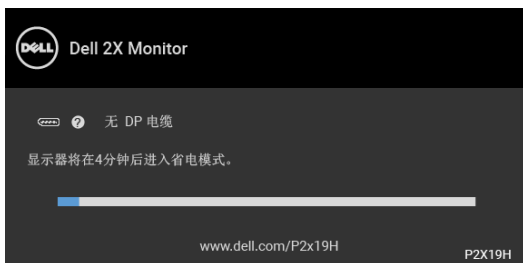 DELL Dell 2X Monitor
无 DP 电缆
显示器将在4分钟后进入省电模式。
www.dell.com/P2x19H
P2X19H